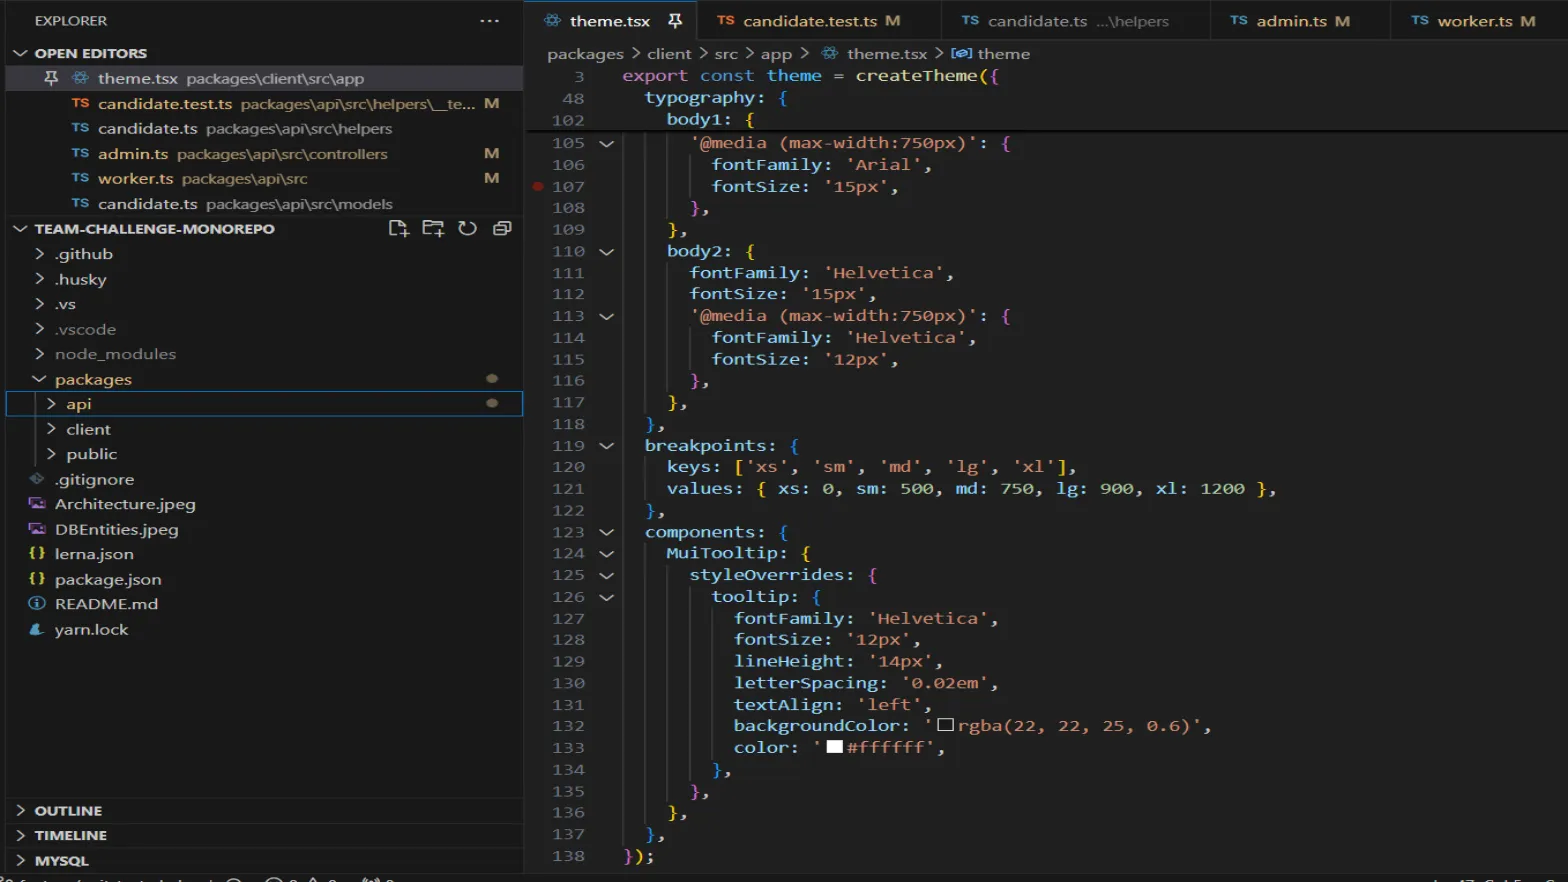 EXPLORER
OPEN EDITORS
theme.tsx packages\client\src\app
TS candidate.test.ts packages\api\src\helpers\__te... M
TS candidate.ts packages\api\src\helpers
TS admin.ts packages\api\src\controllers M
TS worker.ts packages\api\src M
TS candidate.ts packages\api\src\models
TEAM-CHALLENGE-MONOREPO
.github
.husky
.vs
.vscode
node_modules
packages
api
client
public
.gitignore
Architecture.jpeg
DBEntities.jpeg
{} lerna.json
{} package.json
README.md
yarn.lock
OUTLINE
TIMELINE
MYSQL
theme.tsx TS candidate.test.ts M TS candidate.ts ...\helpers TS admin.ts M TS worker.ts M
packages > client > src > app > theme.tsx > theme
3 export const theme = createTheme({
48 typography: {
102 body1: {
105 '@media (max-width:750px)': {
106 fontFamily: 'Arial',
107 fontSize: '15px',
108 },
109 },
110 body2: {
111 fontFamily: 'Helvetica',
112 fontSize: '15px',
113 '@media (max-width:750px)': {
114 fontFamily: 'Helvetica',
115 fontSize: '12px',
116 },
117 },
118 },
119 breakpoints: {
120 keys: ['xs', 'sm', 'md', 'lg', 'xl'],
121 values: { xs: 0, sm: 500, md: 750, lg: 900, xl: 1200 },
122 },
123 components: {
124 MuiTooltip: {
125 styleOverrides: {
126 tooltip: {
127 fontFamily: 'Helvetica',
128 fontSize: '12px',
129 lineHeight: '14px',
130 letterSpacing: '0.02em',
131 textAlign: 'left',
132 backgroundColor: 'rgba(22, 22, 25, 0.6)',
133 color: '#ffffff',
134 },
135 },
136 },
137 },
138 });